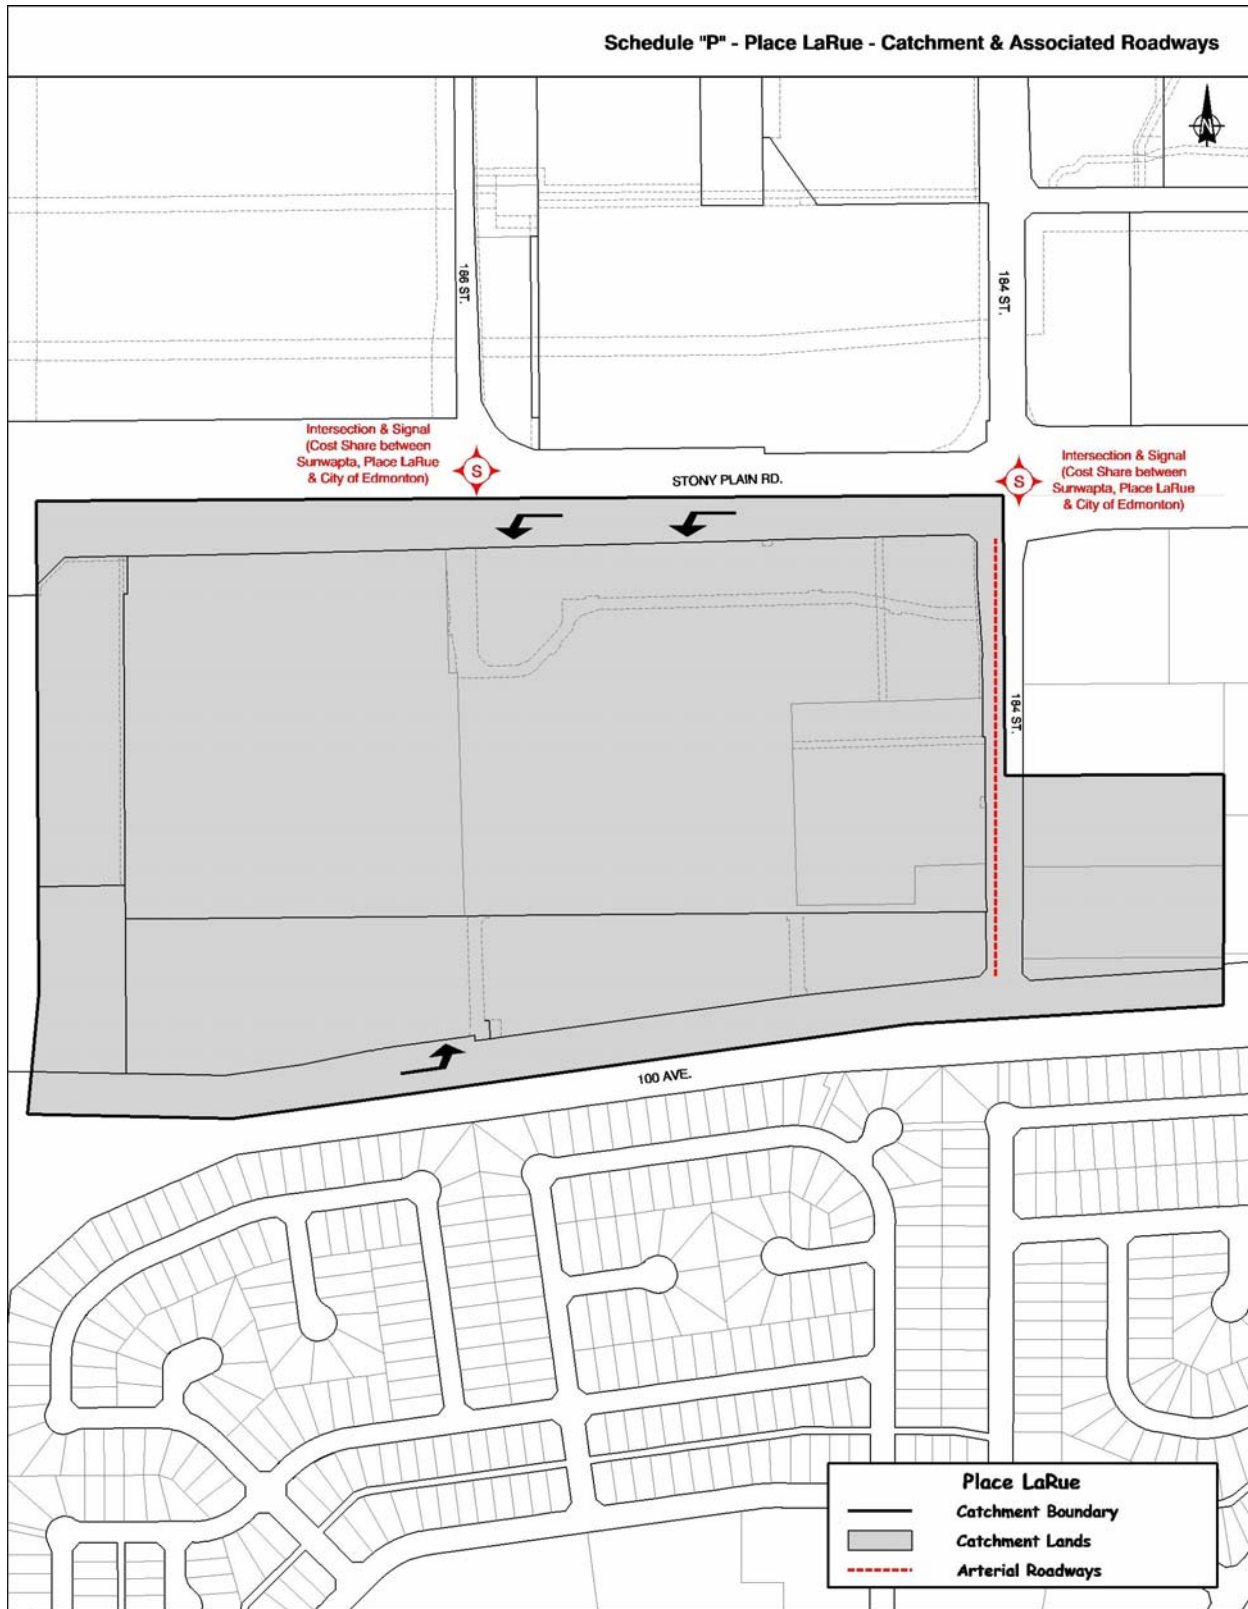 Schedule "P" - Place LaRue - Catchment & Associated Roadways
N
186 ST.
184 ST.
Intersection & Signal
(Cost Share between
Sunwapta, Place LaRue
& City of Edmonton)
S
STONY PLAIN RD.
S
Intersection & Signal
(Cost Share between
Sunwapta, Place LaRue
& City of Edmonton)
184 ST.
100 AVE.
Place LaRue
Catchment Boundary
Catchment Lands
Arterial Roadways